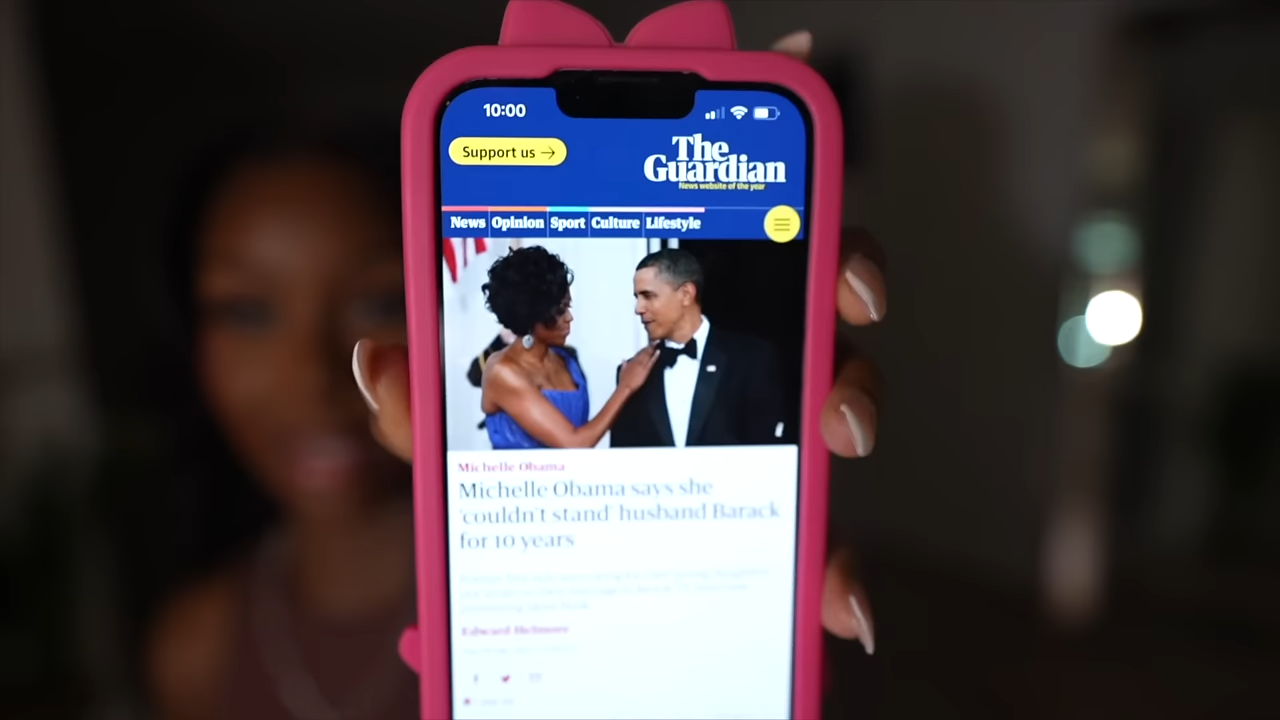 10:00
Support us →
The
Guardian
News website of the year
News Opinion Sport Culture Lifestyle
Michelle Obama
Michelle Obama says she
'couldn't stand' husband Barack
for 10 years
Edward Helmore